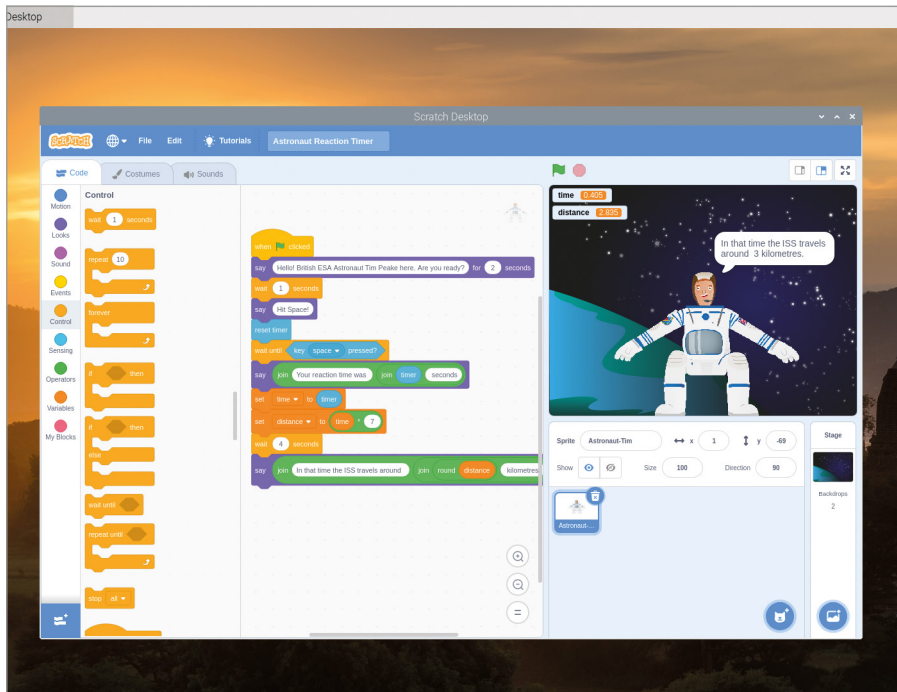 Desktop
Scratch Desktop
SCRATCH File Edit Tutorials Astronaut Reaction Timer
Code Costumes Sounds
Motion
Looks
Sound
Events
Control
Sensing
Operators
Variables
My Blocks
Control
wait 1 seconds
repeat 10
forever
if then
if then
else
wait until
repeat until
stop all
when clicked
say Hello! British ESA Astronaut Tim Peake here. Are you ready? for 2 seconds
wait 1 seconds
say Hit Space!
reset timer
wait until key space pressed?
say join Your reaction time was join timer seconds
set time to timer
set distance to time * 7
wait 4 seconds
say join In that time the ISS travels around join round distance kilometres
time 0.405
distance 2.835
In that time the ISS travels
around 3 kilometres.
Sprite Astronaut-Tim x 1 y -69
Show Size 100 Direction 90
Astronaut-...
Stage
Backdrops
2